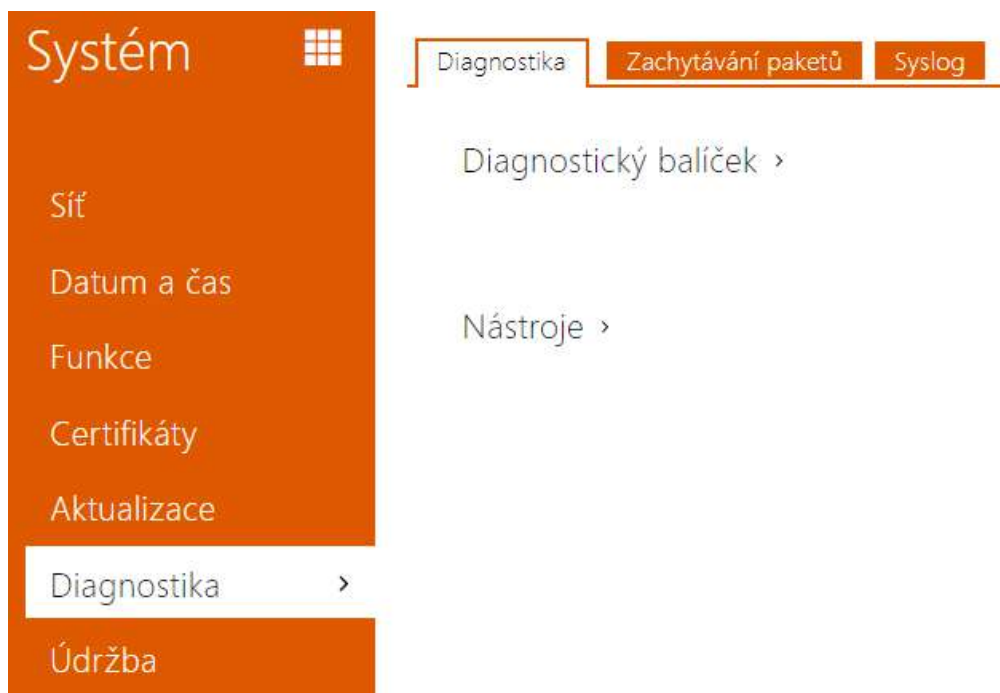 Systém
Síť
Datum a čas
Funkce
Certifikáty
Aktualizace
Diagnostika
Údržba
Diagnostika Zachytávání paketů Syslog
Diagnostický balíček
Nástroje